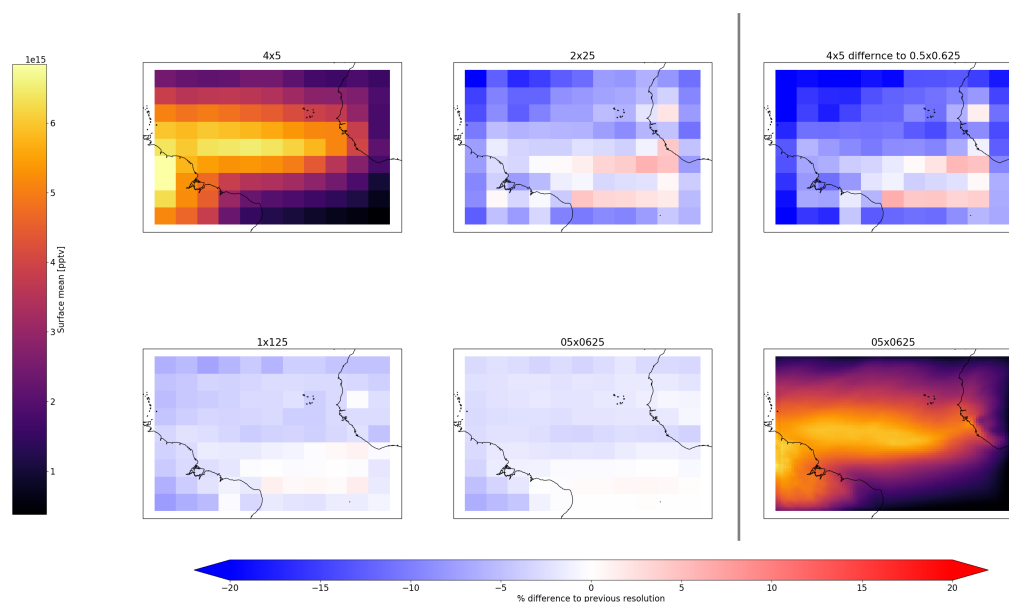 4x5
2x25
4x5 differnce to 0.5x0.625
1e15
6
5
4
3
2
1
Surface mean [pptv]
1x125
05x0625
05x0625
−20
−15
−10
−5
0
5
10
15
20
% difference to previous resolution